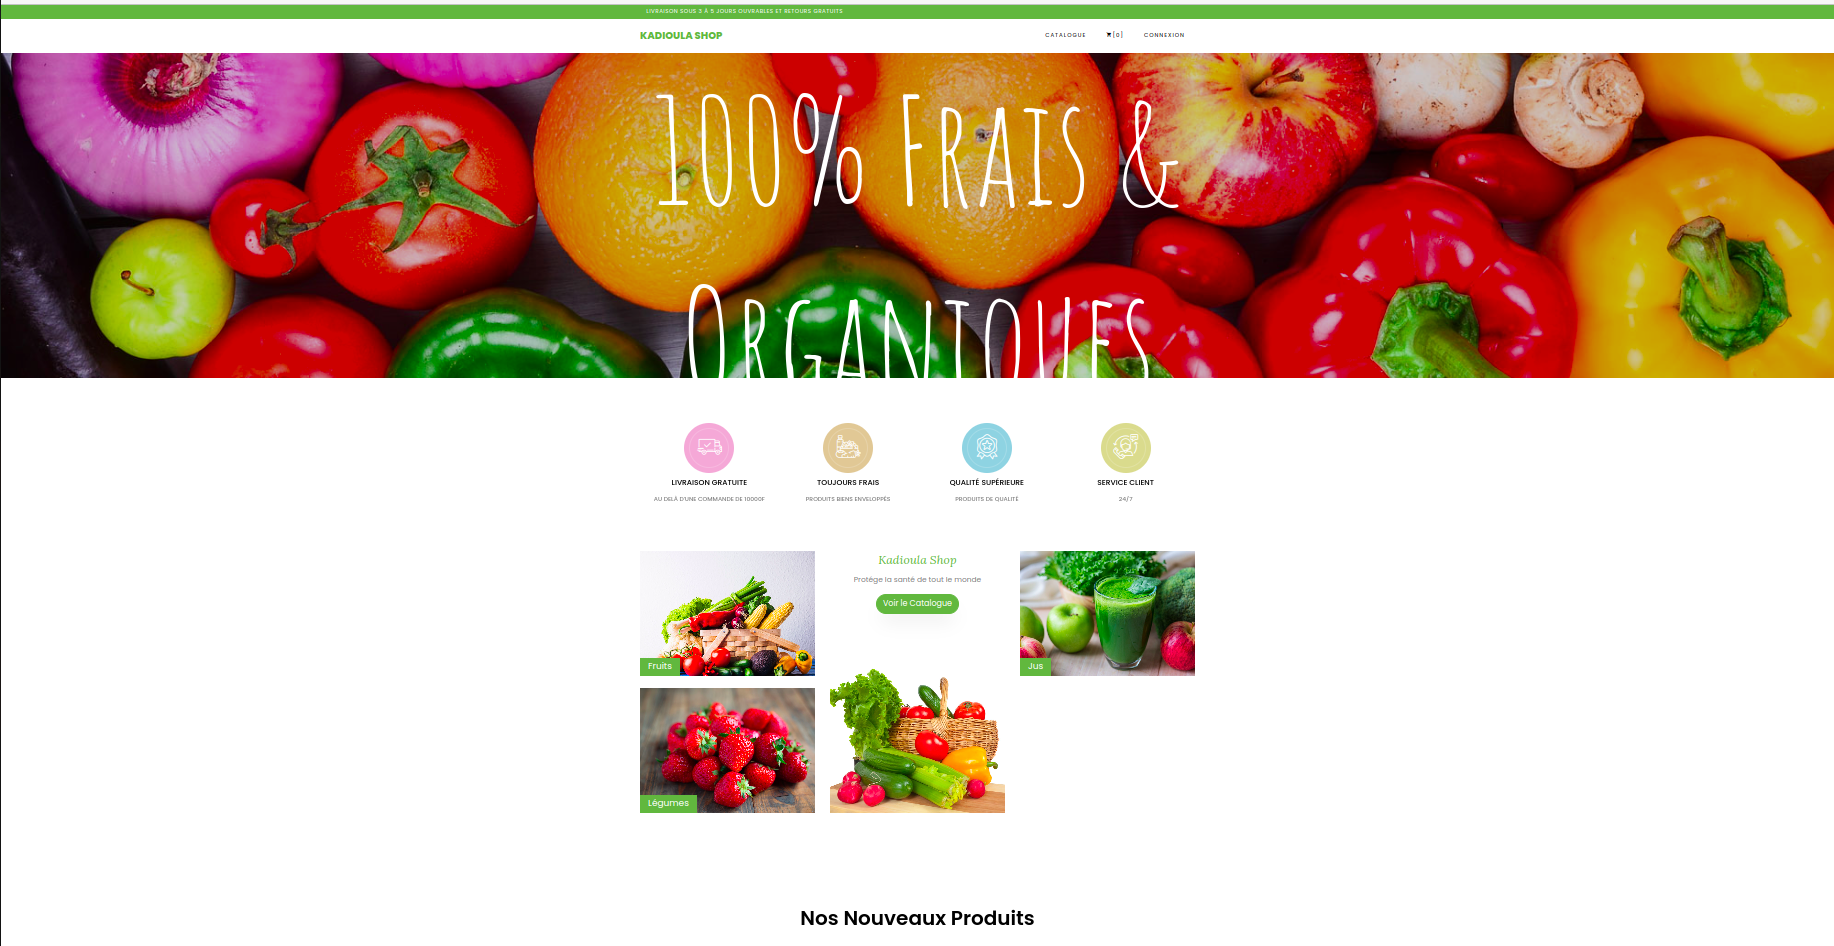 LIVRAISON SOUS 3 À 5 JOURS OUVRABLES ET RETOURS GRATUITS
KADIOULA SHOP
CATALOGUE
[0]
CONNEXION
100% Frais &
Organiques
LIVRAISON GRATUITE
AU DELÀ D'UNE COMMANDE DE 10000F
TOUJOURS FRAIS
PRODUITS BIENS ENVELOPPÉS
QUALITÉ SUPÉRIEURE
PRODUITS DE QUALITÉ
SERVICE CLIENT
24/7
Fruits
Kadioula Shop
Protège la santé de tout le monde
Voir le Catalogue
Jus
Légumes
Nos Nouveaux Produits